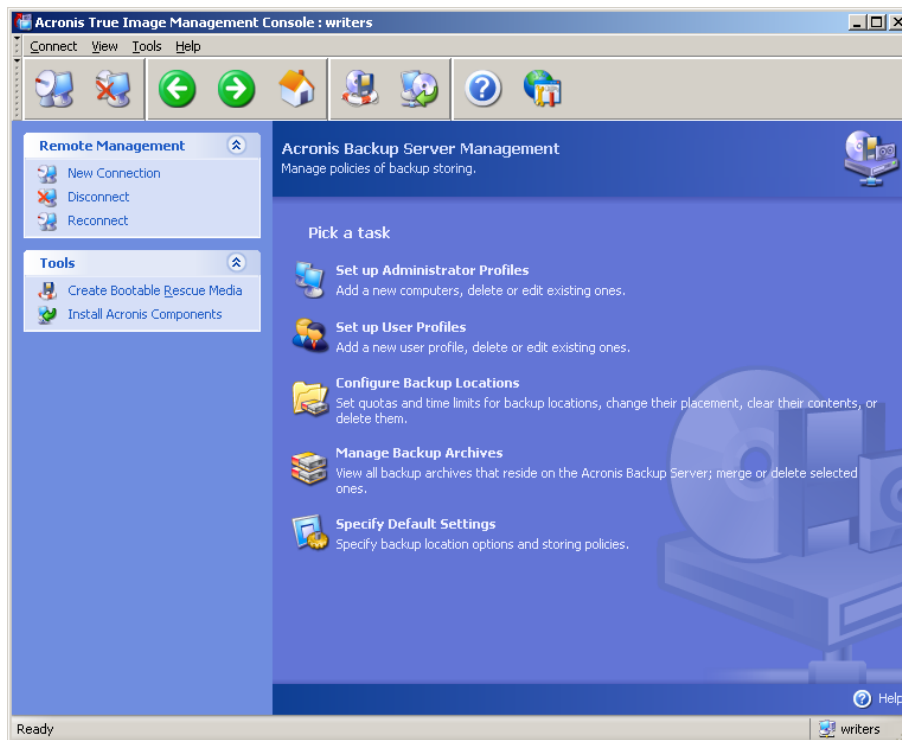 Acronis True Image Management Console : writers
Connect View Tools Help
Remote Management
New Connection
Disconnect
Reconnect
Tools
Create Bootable Rescue Media
Install Acronis Components
Acronis Backup Server Management
Manage policies of backup storing.
Pick a task
Set up Administrator Profiles
Add a new computers, delete or edit existing ones.
Set up User Profiles
Add a new user profile, delete or edit existing ones.
Configure Backup Locations
Set quotas and time limits for backup locations, change their placement, clear their contents, or
delete them.
Manage Backup Archives
View all backup archives that reside on the Acronis Backup Server; merge or delete selected
ones.
Specify Default Settings
Specify backup location options and storing policies.
Help
Ready
writers